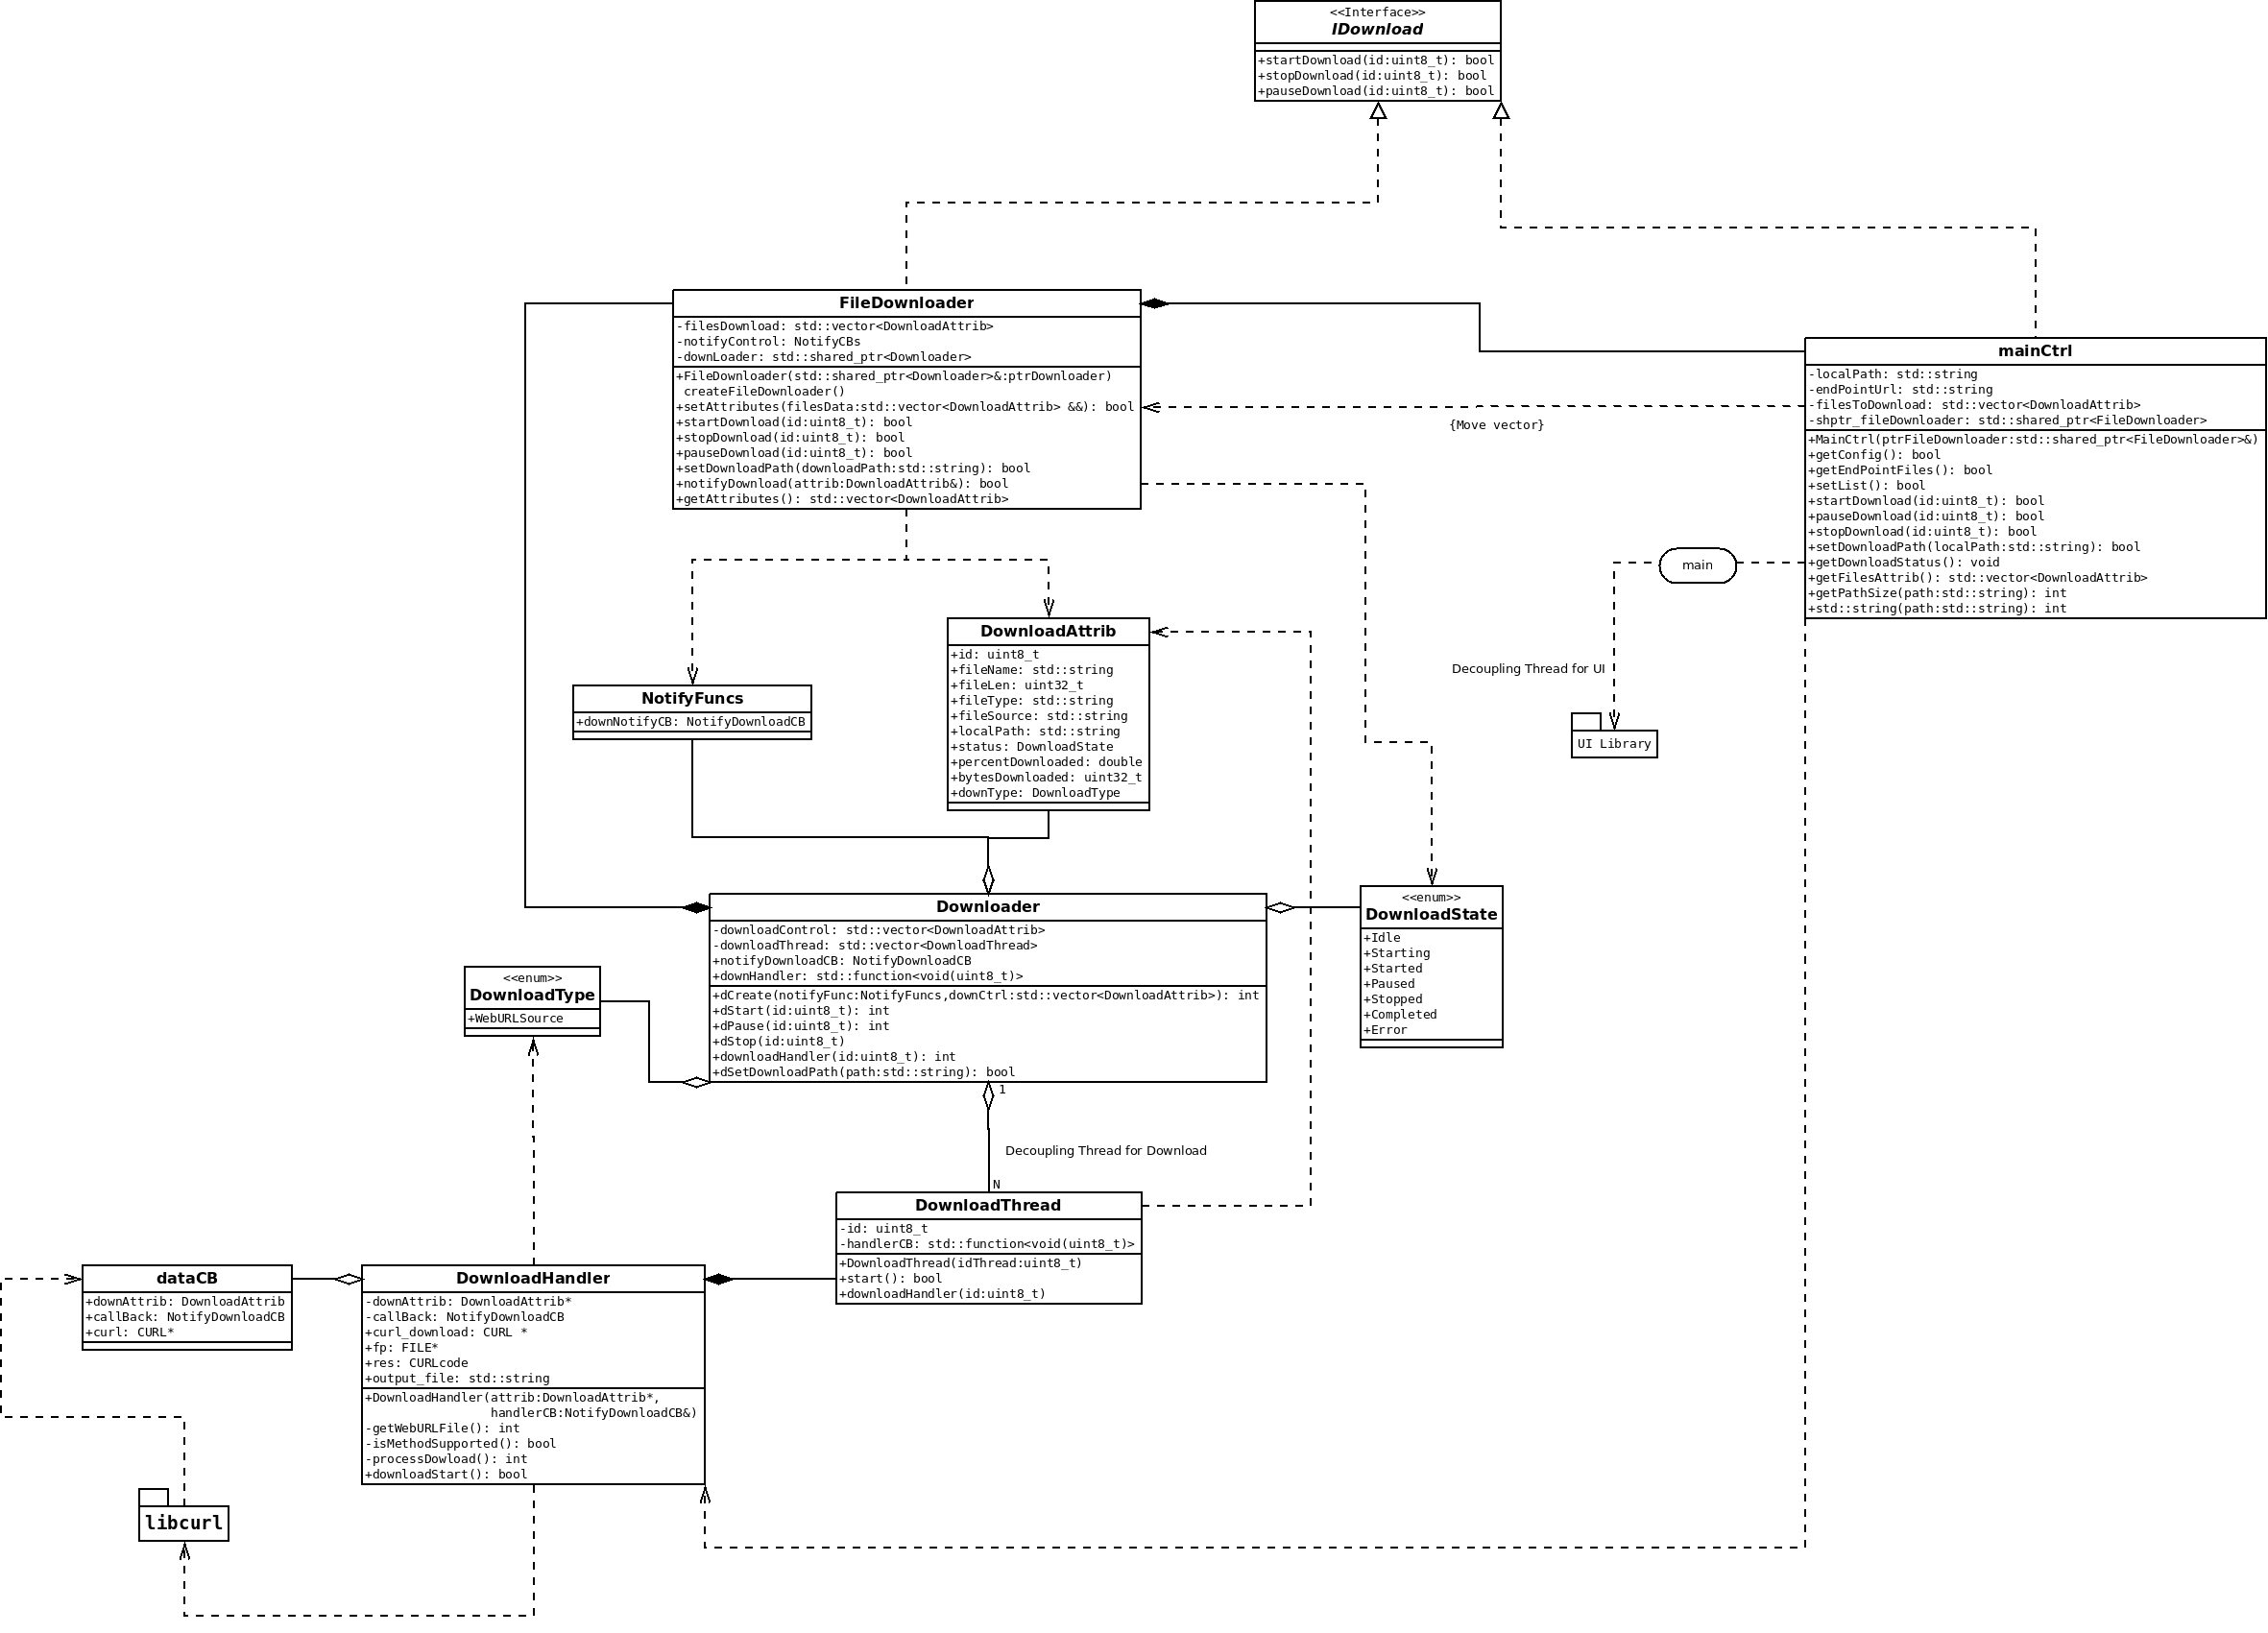 <<Interface>>
IDownload
+startDownload(id:uint8_t): bool
+stopDownload(id:uint8_t): bool
+pauseDownload(id:uint8_t): bool
FileDownloader
-filesDownload: std::vector<DownloadAttrib>
-notifyControl: NotifyCBs
-downLoader: std::shared_ptr<Downloader>
+FileDownloader(std::shared_ptr<Downloader>&:ptrDownloader)
createFileDownloader()
+setAttributes(filesData:std::vector<DownloadAttrib> &&): bool
+startDownload(id:uint8_t): bool
+stopDownload(id:uint8_t): bool
+pauseDownload(id:uint8_t): bool
+setDownloadPath(downloadPath:std::string): bool
+notifyDownload(attrib:DownloadAttrib&): bool
+getAttributes(): std::vector<DownloadAttrib>
{Move vector}
mainCtrl
-localPath: std::string
-endPointUrl: std::string
-filesToDownload: std::vector<DownloadAttrib>
-shptr_fileDownloader: std::shared_ptr<FileDownloader>
+MainCtrl(ptrFileDownloader:std::shared_ptr<FileDownloader>&)
+getConfig(): bool
+getEndPointFiles(): bool
+setList(): bool
+startDownload(id:uint8_t): bool
+pauseDownload(id:uint8_t): bool
+stopDownload(id:uint8_t): bool
+setDownloadPath(localPath:std::string): bool
+getDownloadStatus(): void
+getFilesAttrib(): std::vector<DownloadAttrib>
+getPathSize(path:std::string): int
+std::string(path:std::string): int
main
Decoupling Thread for UI
UI Library
NotifyFuncs
+downNotifyCB: NotifyDownloadCB
DownloadAttrib
+id: uint8_t
+fileName: std::string
+fileLen: uint32_t
+fileType: std::string
+fileSource: std::string
+localPath: std::string
+status: DownloadState
+percentDownloaded: double
+bytesDownloaded: uint32_t
+downType: DownloadType
Downloader
-downloadControl: std::vector<DownloadAttrib>
-downloadThread: std::vector<DownloadThread>
+notifyDownloadCB: NotifyDownloadCB
+downHandler: std::function<void(uint8_t)>
+dCreate(notifyFunc:NotifyFuncs,downCtrl:std::vector<DownloadAttrib>): int
+dStart(id:uint8_t): int
+dPause(id:uint8_t): int
+dStop(id:uint8_t)
+downloadHandler(id:uint8_t): int
+dSetDownloadPath(path:std::string): bool
<<enum>>
DownloadState
+Idle
+Starting
+Started
+Paused
+Stopped
+Completed
+Error
<<enum>>
DownloadType
+WebURLSource
1
Decoupling Thread for Download
N
DownloadThread
-id: uint8_t
-handlerCB: std::function<void(uint8_t)>
+DownloadThread(idThread:uint8_t)
+start(): bool
+downloadHandler(id:uint8_t)
dataCB
+downAttrib: DownloadAttrib
+callBack: NotifyDownloadCB
+curl: CURL*
DownloadHandler
-downAttrib: DownloadAttrib*
-callBack: NotifyDownloadCB
+curl_download: CURL *
+fp: FILE*
+res: CURLcode
+output_file: std::string
+DownloadHandler(attrib:DownloadAttrib*,
handlerCB:NotifyDownloadCB&)
-getWebURLFile(): int
-isMethodSupported(): bool
-processDowload(): int
+downloadStart(): bool
libcurl